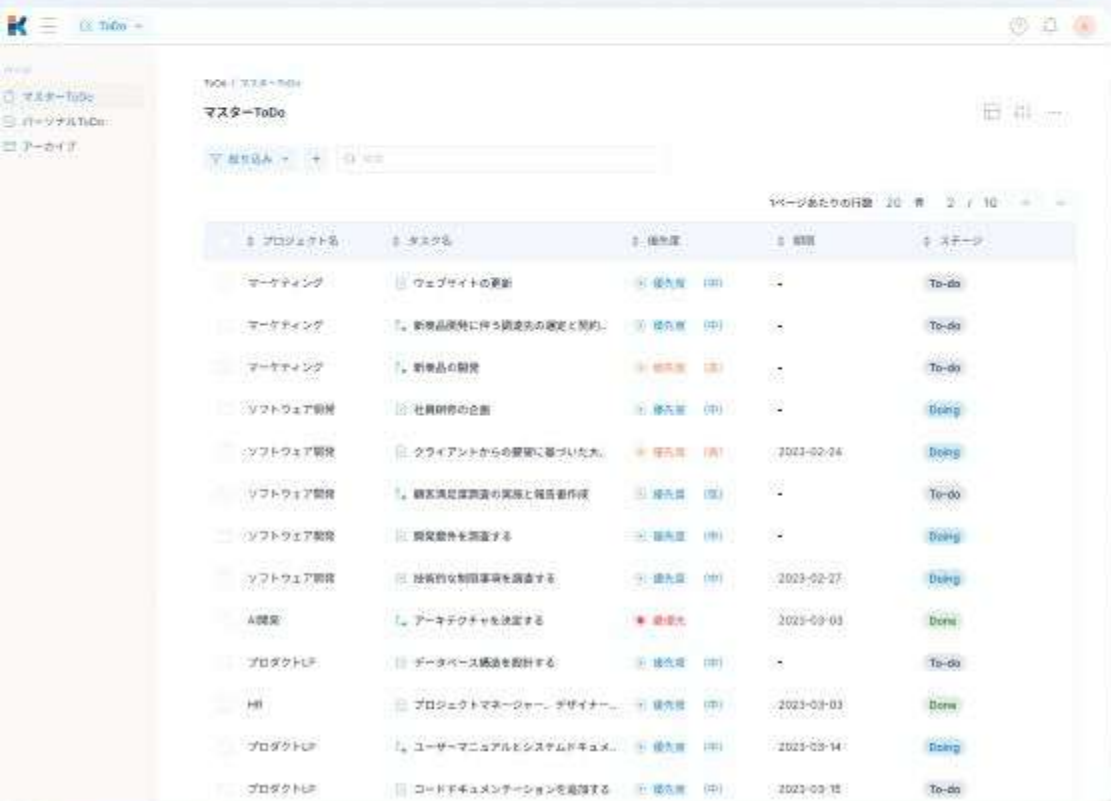 ToDo
マスターToDo
パーソナルToDo
アーカイブ
ToDo / マスターToDo
マスターToDo
絞り込み +
1ページあたりの行数 20 件 2 / 10
プロジェクト名 タスク名 優先度 期限 ステージ
マーケティング ウェブサイトの更新 優先度 (中) - To-do
マーケティング 新商品開発に伴う調達先の選定と契約... 優先度 (中) - To-do
マーケティング 新商品の開発 優先度 (高) - To-do
ソフトウェア開発 社員研修の企画 優先度 (中) - Doing
ソフトウェア開発 クライアントからの要望に基づいた大... 優先度 (高) 2023-02-24 Doing
ソフトウェア開発 顧客満足度調査の実施と報告書作成 優先度 - To-do
ソフトウェア開発 開発要件を調査する 優先度 (中) - Doing
ソフトウェア開発 技術的な制限事項を調査する 優先度 (中) 2023-02-27 Doing
AI開発 アーキテクチャを決定する 最優先 2023-03-03 Done
プロダクトLP データベース構造を設計する 優先度 (中) - To-do
HR プロジェクトマネージャー、デザイナー... 優先度 (中) 2023-03-03 Done
プロダクトLP ユーザーマニュアルとシステムドキュメ... 優先度 (中) 2023-03-14 Doing
プロダクトLP コードドキュメンテーションを追加する 優先度 (中) 2023-03-15 To-do